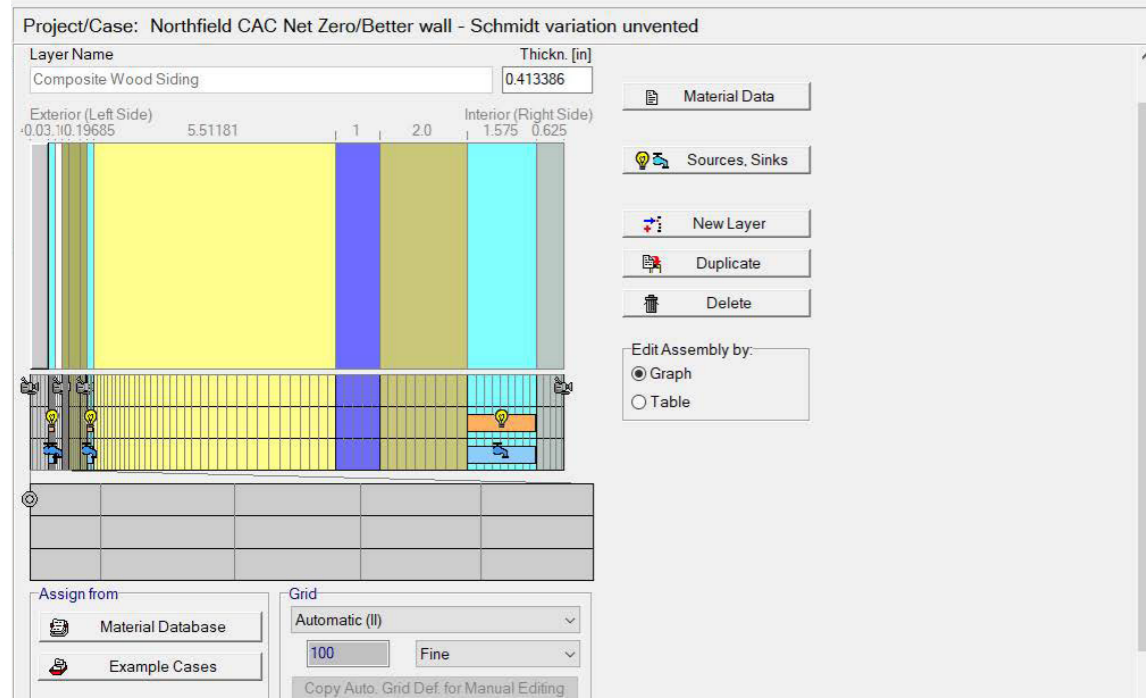 Project/Case: Northfield CAC Net Zero/Better wall - Schmidt variation unvented
Layer Name Thickn. [in]
Composite Wood Siding 0.413386
Material Data
Exterior (Left Side) Interior (Right Side)
5.51181 1 2.0 1.575 0.625
Sources, Sinks
New Layer
Duplicate
Delete
Edit Assembly by:
Graph
Table
Assign from
Material Database
Example Cases
Grid
Automatic (II)
100 Fine
Copy Auto. Grid Def. for Manual Editing